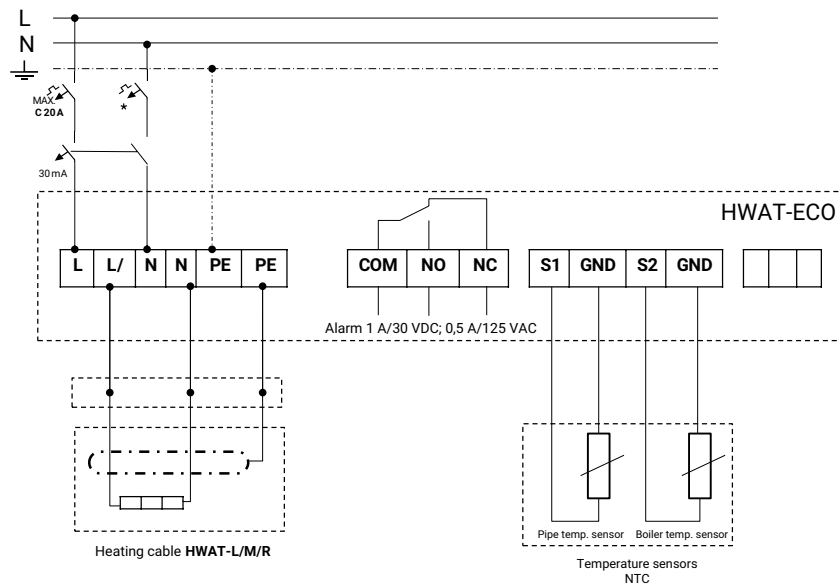 L
N
MAX.
C 20 A
*
30 mA
HWAT-ECO
L L/ N N PE PE
COM NO NC
S1 GND S2 GND
Alarm 1 A/30 VDC; 0,5 A/125 VAC
Pipe temp. sensor Boiler temp. sensor
Heating cable HWAT-L/M/R
Temperature sensors
NTC